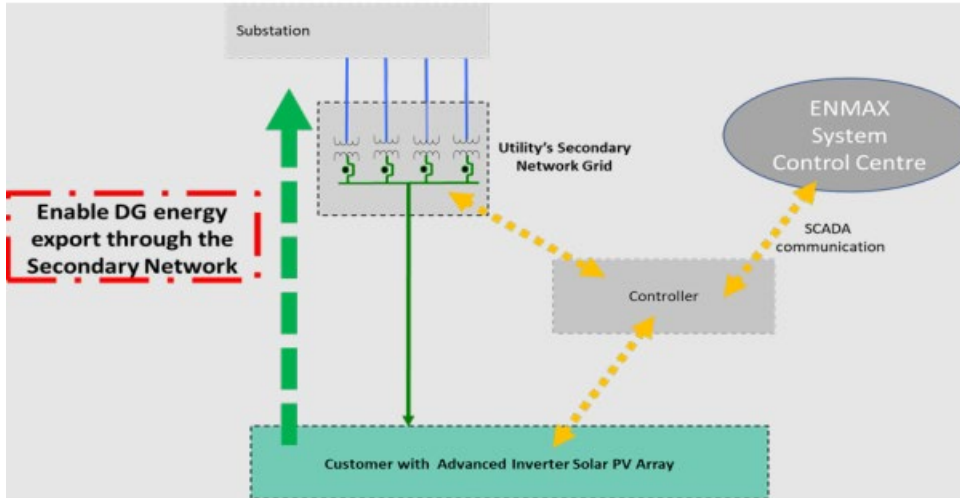 Substation
ENMAX
System
Control Centre
Utility's Secondary
Network Grid
Enable DG energy
export through the
Secondary Network
SCADA
communication
Controller
Customer with Advanced Inverter Solar PV Array